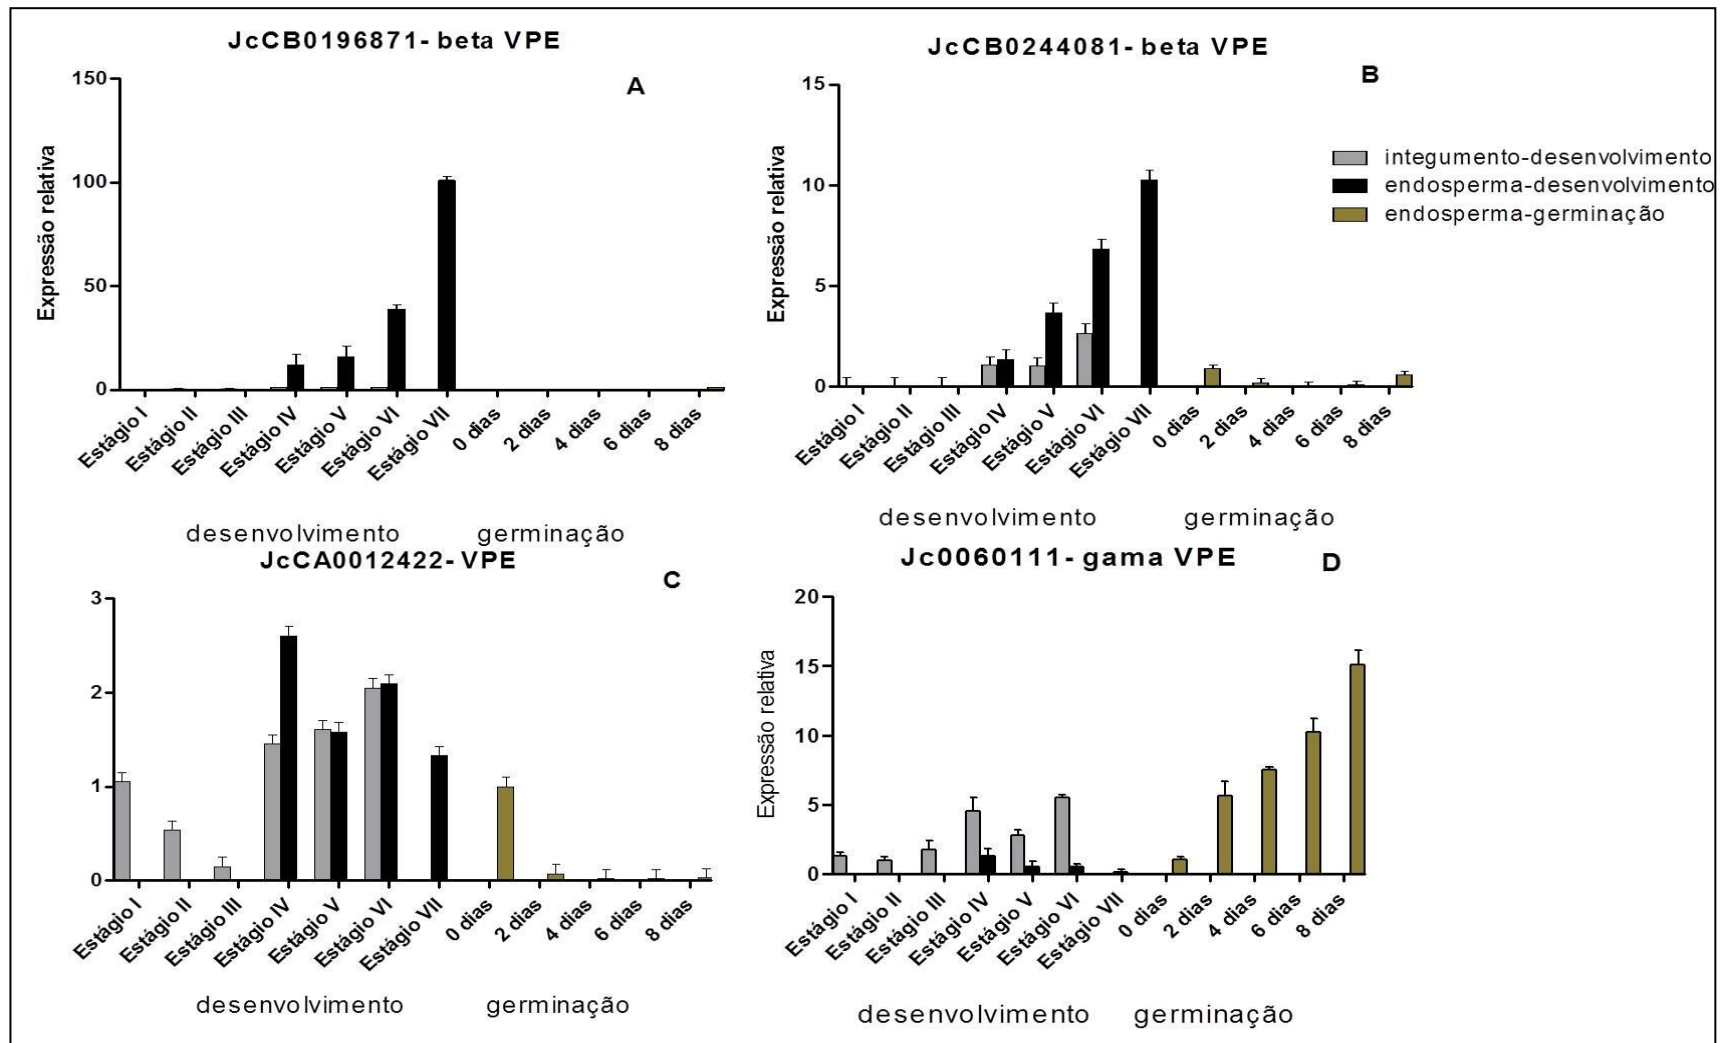 JcCB0196871- beta VPE
A
Expressão relativa
150
100
50
0
Estágio I
Estágio II
Estágio III
Estágio IV
Estágio V
Estágio VI
Estágio VII
0 dias
2 dias
4 dias
6 dias
8 dias
desenvolvimento
germinação
JcCB0244081- beta VPE
B
Expressão relativa
15
10
5
0
Estágio I
Estágio II
Estágio III
Estágio IV
Estágio V
Estágio VI
Estágio VII
0 dias
2 dias
4 dias
6 dias
8 dias
desenvolvimento
germinação
integumento-desenvolvimento
endosperma-desenvolvimento
endosperma-germinação
JcCA0012422- VPE
C
3
2
1
0
Estágio I
Estágio II
Estágio III
Estágio IV
Estágio V
Estágio VI
Estágio VII
0 dias
2 dias
4 dias
6 dias
8 dias
desenvolvimento
germinação
Jc0060111- gama VPE
D
Expressão relativa
20
15
10
5
0
Estágio I
Estágio II
Estágio III
Estágio IV
Estágio V
Estágio VI
Estágio VII
0 dias
2 dias
4 dias
6 dias
8 dias
desenvolvimento
germinação